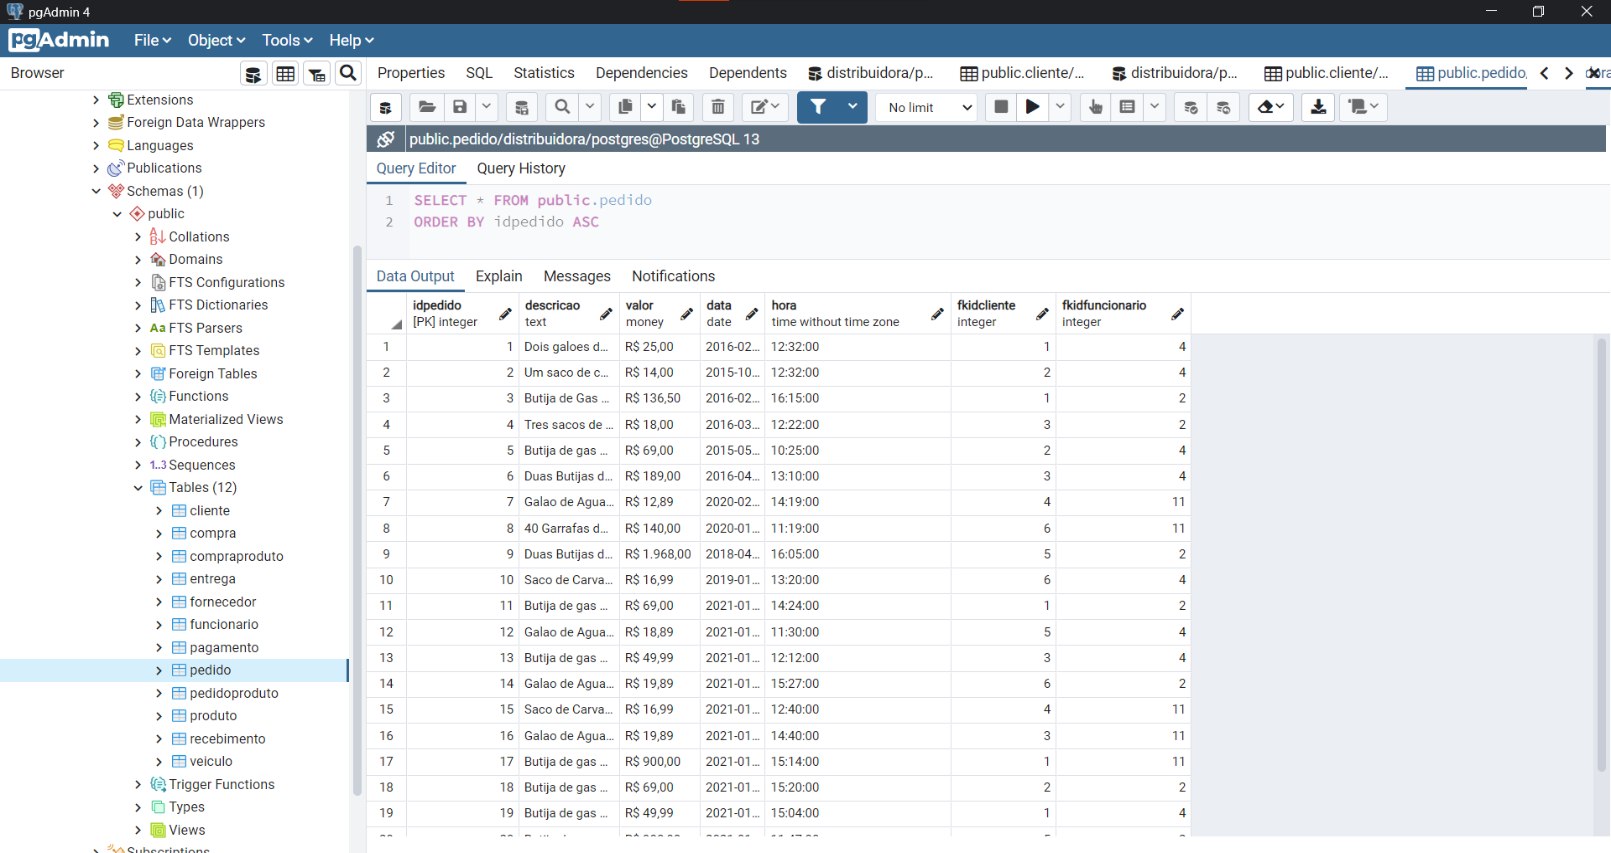 pgAdmin 4
pgAdmin File Object Tools Help
Browser
Properties SQL Statistics Dependencies Dependents distribuidora/p... public.cliente/... distribuidora/p... public.cliente/... public.pedido,
No limit
public.pedido/distribuidora/postgres@PostgreSQL 13
Query Editor Query History
1 SELECT * FROM public.pedido
2 ORDER BY idpedido ASC
Extensions
Foreign Data Wrappers
Languages
Publications
Schemas (1)
public
Collations
Domains
FTS Configurations
FTS Dictionaries
Aa FTS Parsers
FTS Templates
Foreign Tables
Functions
Materialized Views
Procedures
1..3 Sequences
Tables (12)
cliente
compra
compraproduto
entrega
fornecedor
funcionario
pagamento
pedido
pedidoproduto
produto
recebimento
veiculo
Trigger Functions
Types
Views
Subscriptions
Data Output Explain Messages Notifications
idpedido descricao valor data hora fkidcliente fkidfuncionario
[PK] integer text money date time without time zone integer integer
1 1 Dois galoes d... R$ 25,00 2016-02... 12:32:00 1 4
2 2 Um saco de c... R$ 14,00 2015-10... 12:32:00 2 4
3 3 Butija de Gas ... R$ 136,50 2016-02... 16:15:00 1 2
4 4 Tres sacos de ... R$ 18,00 2016-03... 12:22:00 3 2
5 5 Butija de gas ... R$ 69,00 2015-05... 10:25:00 2 4
6 6 Duas Butijas d... R$ 189,00 2016-04... 13:10:00 3 4
7 7 Galao de Agua... R$ 12,89 2020-02... 14:19:00 4 11
8 8 40 Garrafas d... R$ 140,00 2020-01... 11:19:00 6 11
9 9 Duas Butijas d... R$ 1.968,00 2018-04... 16:05:00 5 2
10 10 Saco de Carva... R$ 16,99 2019-01... 13:20:00 6 4
11 11 Butija de gas ... R$ 69,00 2021-01... 14:24:00 1 2
12 12 Galao de Agua... R$ 18,89 2021-01... 11:30:00 5 4
13 13 Butija de gas ... R$ 49,99 2021-01... 12:12:00 3 4
14 14 Galao de Agua... R$ 19,89 2021-01... 15:27:00 6 2
15 15 Saco de Carva... R$ 16,99 2021-01... 12:40:00 4 11
16 16 Galao de Agua... R$ 19,89 2021-01... 14:40:00 3 11
17 17 Butija de gas ... R$ 900,00 2021-01... 15:14:00 1 11
18 18 Butija de gas ... R$ 69,00 2021-01... 15:20:00 2 2
19 19 Butija de gas ... R$ 49,99 2021-01... 15:04:00 1 4